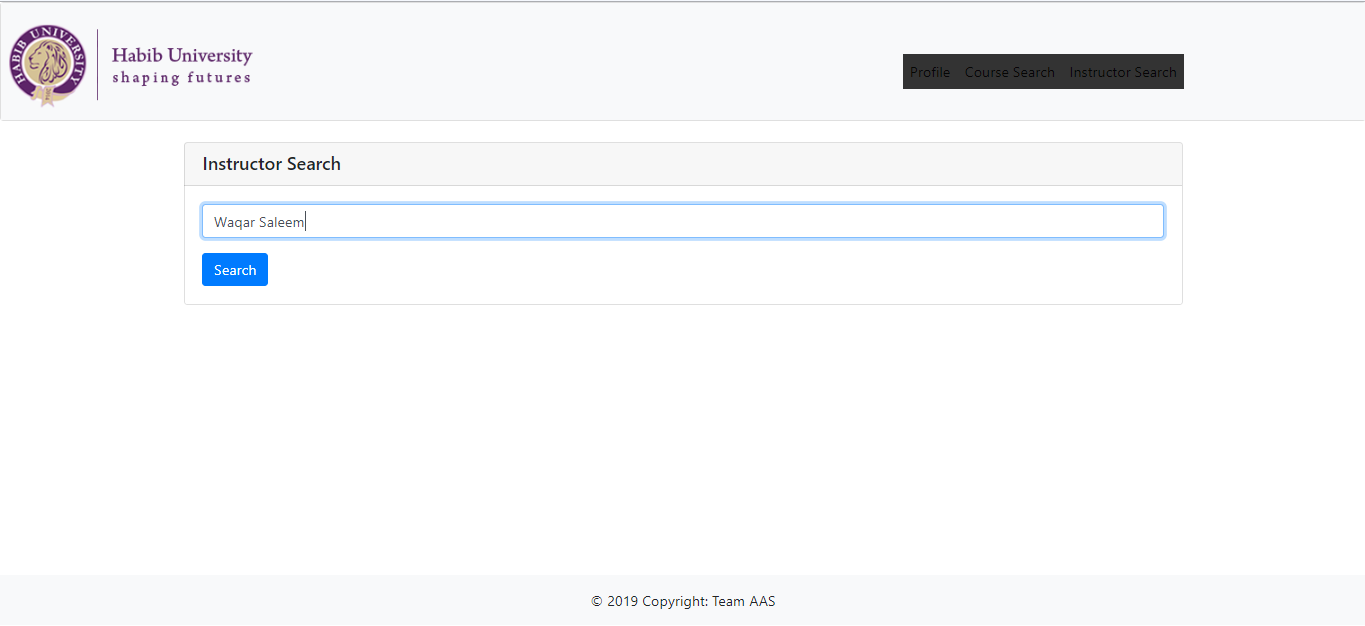 HABIB UNIVERSITY
Habib University
shaping futures
Profile Course Search Instructor Search
Instructor Search
Waqar Saleem
Search
© 2019 Copyright: Team AAS